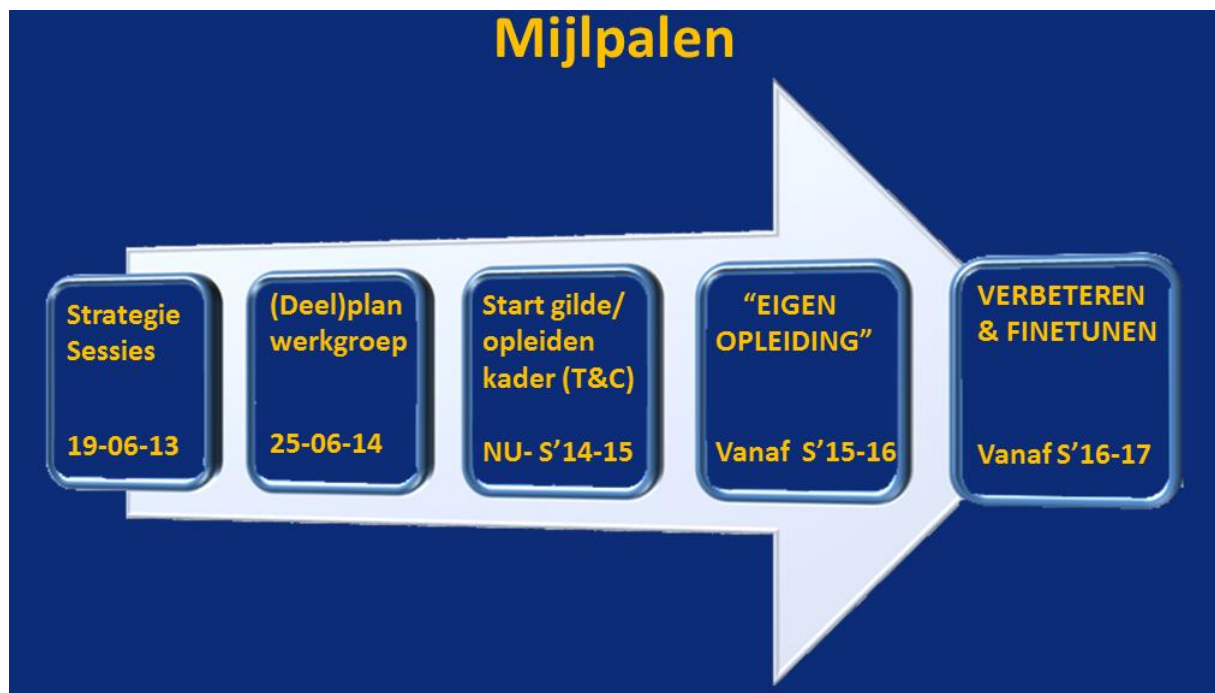 Mijlpalen
Strategie
Sessies
19-06-13
(Deel)plan
werkgroep
25-06-14
Start gilde/
opleiden
kader (T&C)
NU- S’14-15
“EIGEN
OPLEIDING”
Vanaf S’15-16
VERBETEREN
& FINETUNEN
Vanaf S’16-17